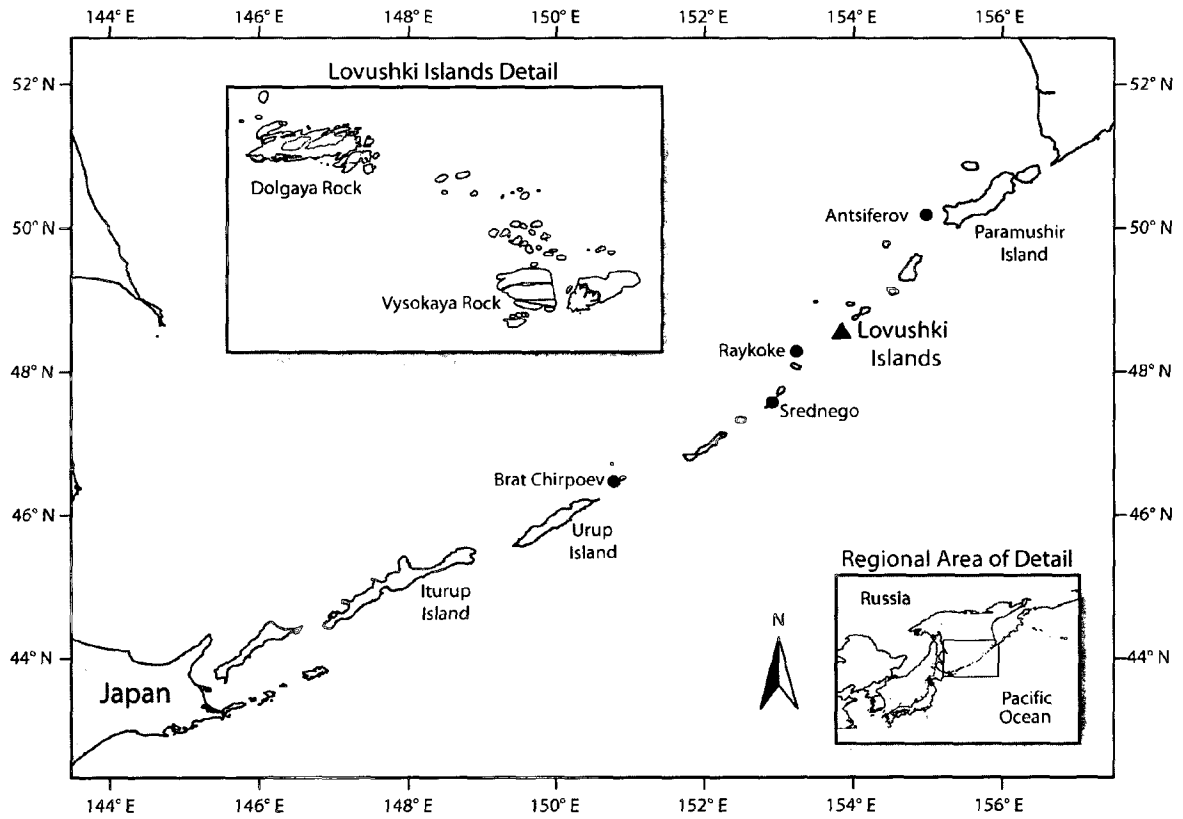 144° E 146° E 148° E 150° E 152° E 154° E 156° E
Lovushki Islands Detail
52° N 52° N
Dolgaya Rock
Antsiferov
50° N 50° N
Paramushir
Island
Vysokaya Rock
Lovushki
Islands
Raykoke
48° N 48° N
Srednego
Brat Chirpoev
46° N 46° N
Urup
Island
Regional Area of Detail
Iturup
Island
Russia
N
44° N 44° N
Japan
Pacific
Ocean
144° E 146° E 148° E 150° E 152° E 154° E 156° E